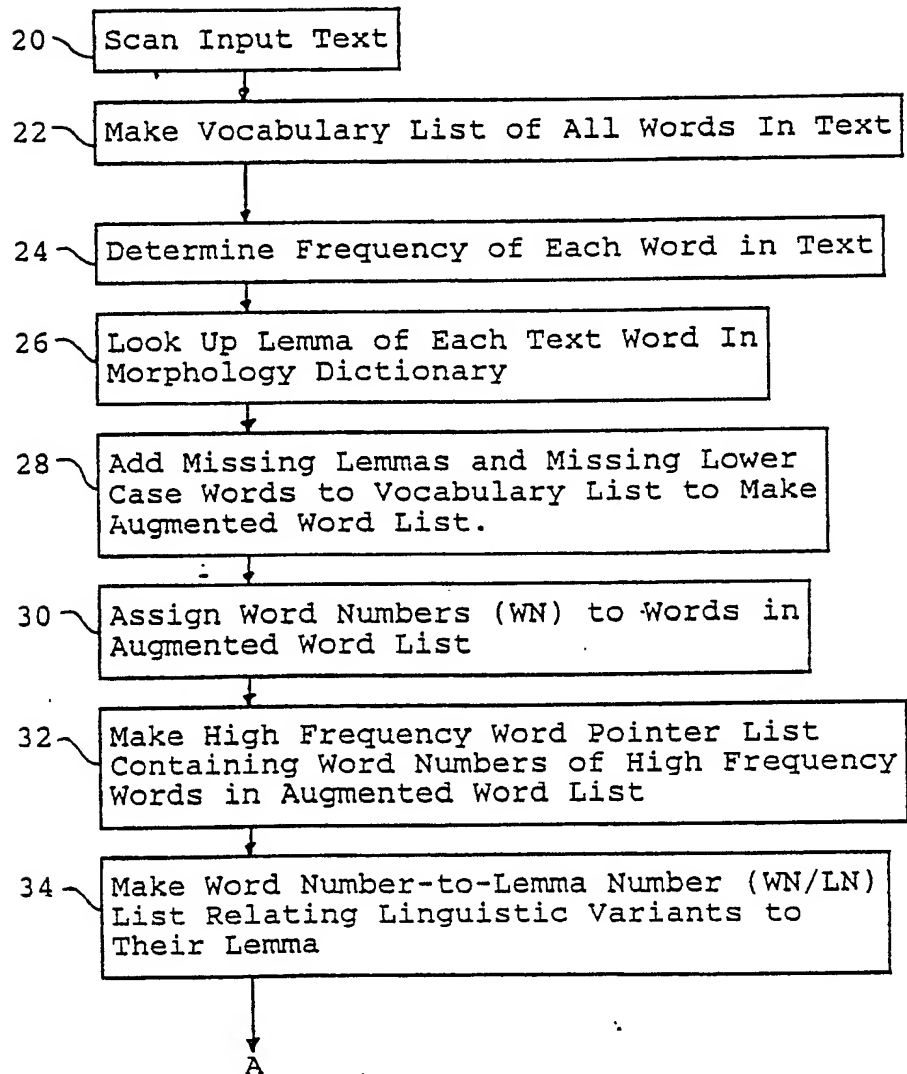 20 Scan Input Text
22 Make Vocabulary List of All Words In Text
24 Determine Frequency of Each Word in Text
26 Look Up Lemma of Each Text Word In
Morphology Dictionary
28 Add Missing Lemmas and Missing Lower
Case Words to Vocabulary List to Make
Augmented Word List.
30 Assign Word Numbers (WN) to Words in
Augmented Word List
32 Make High Frequency Word Pointer List
Containing Word Numbers of High Frequency
Words in Augmented Word List
34 Make Word Number-to-Lemma Number (WN/LN)
List Relating Linguistic Variants to
Their Lemma
A